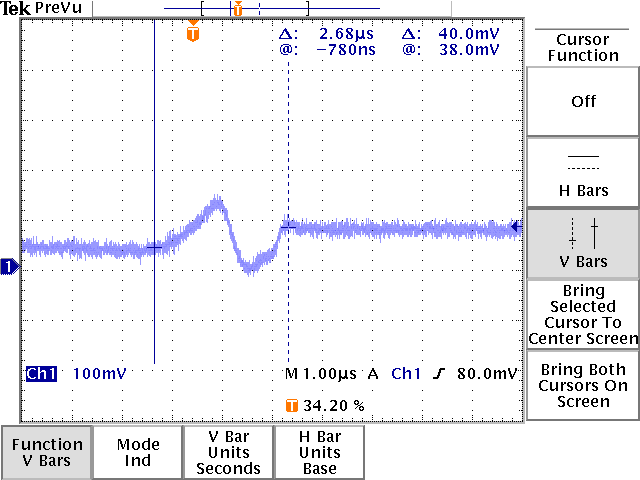 Tek PreVu
T
T
Δ: 2.68µs Δ: 40.0mV
@: −780ns @: 38.0mV
1
Ch1 100mV M 1.00µs A Ch1 80.0mV
T 34.20 %
Cursor
Function
Off
H Bars
V Bars
Bring
Selected
Cursor To
Center Screen
Bring Both
Cursors On
Screen
Function
V Bars
Mode
Ind
V Bar
Units
Seconds
H Bar
Units
Base